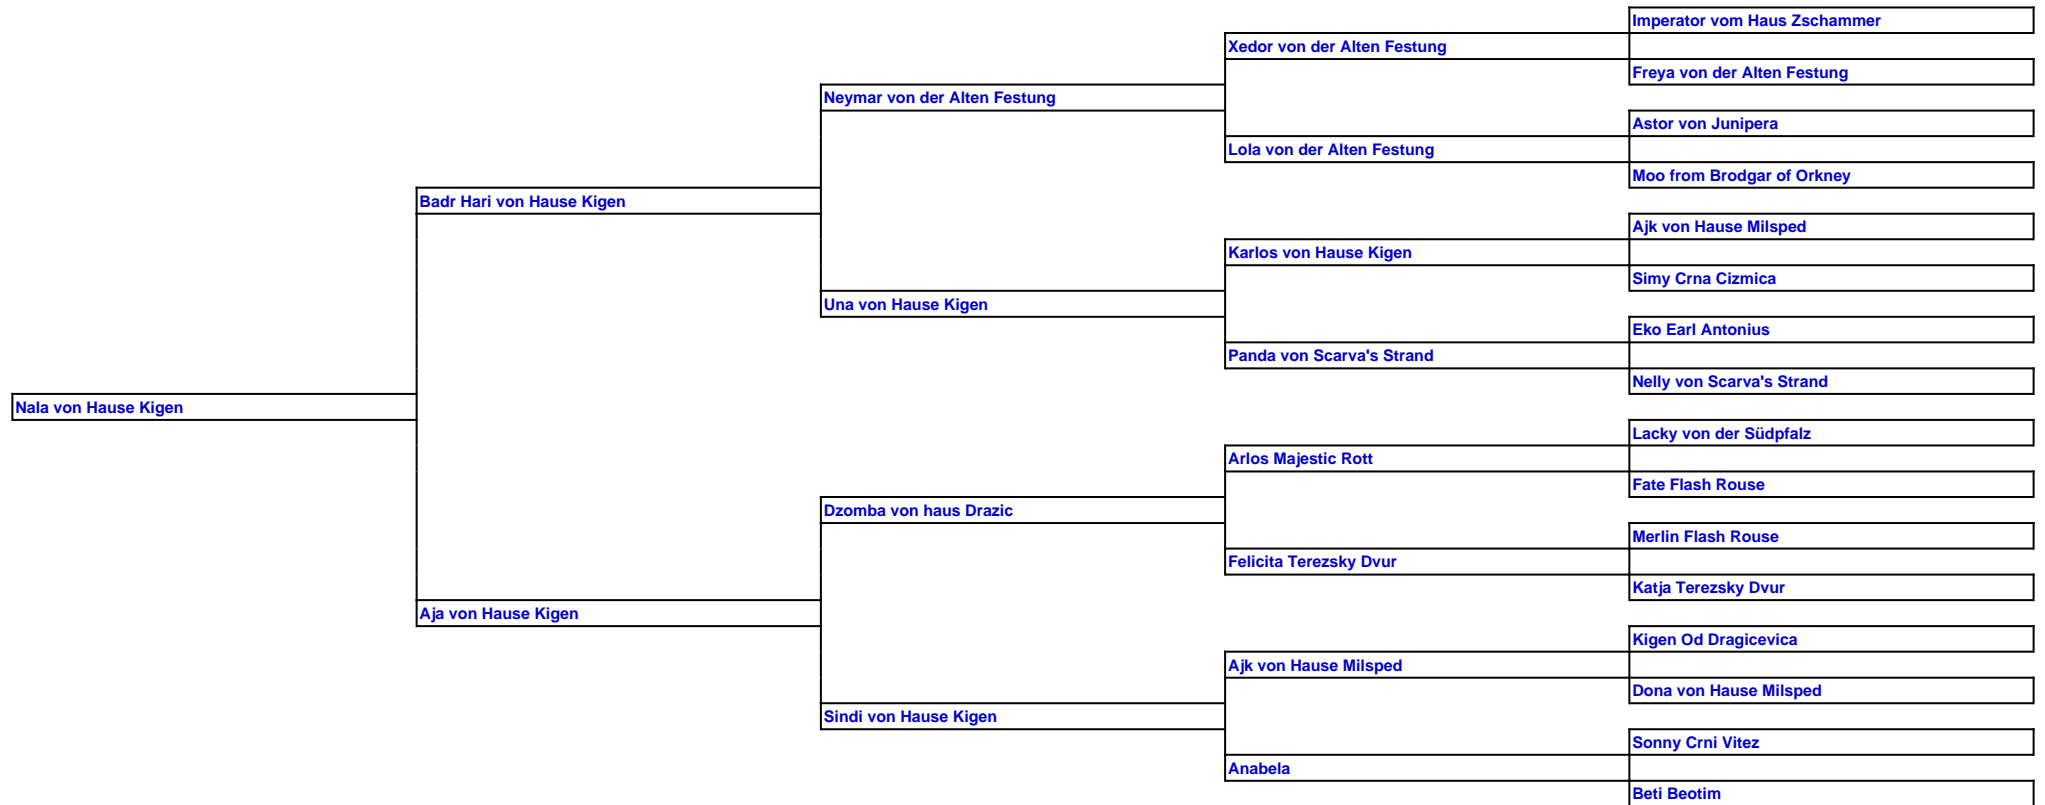 Imperator vom Haus Zschammer
Xedor von der Alten Festung
Freya von der Alten Festung
Neymar von der Alten Festung
Astor von Junipera
Lola von der Alten Festung
Moo from Brodgar of Orkney
Badr Hari von Hause Kigen
Ajk von Hause Milsped
Karlos von Hause Kigen
Simy Crna Cizmica
Una von Hause Kigen
Eko Earl Antonius
Panda von Scarva's Strand
Nelly von Scarva's Strand
Nala von Hause Kigen
Lacky von der Südpfalz
Arlos Majestic Rott
Fate Flash Rouse
Dzomba von haus Drazic
Merlin Flash Rouse
Felicita Terezsky Dvur
Katja Terezsky Dvur
Aja von Hause Kigen
Kigen Od Dragicevica
Ajk von Hause Milsped
Dona von Hause Milsped
Sindi von Hause Kigen
Sonny Crni Vitez
Anabela
Beti Beotim